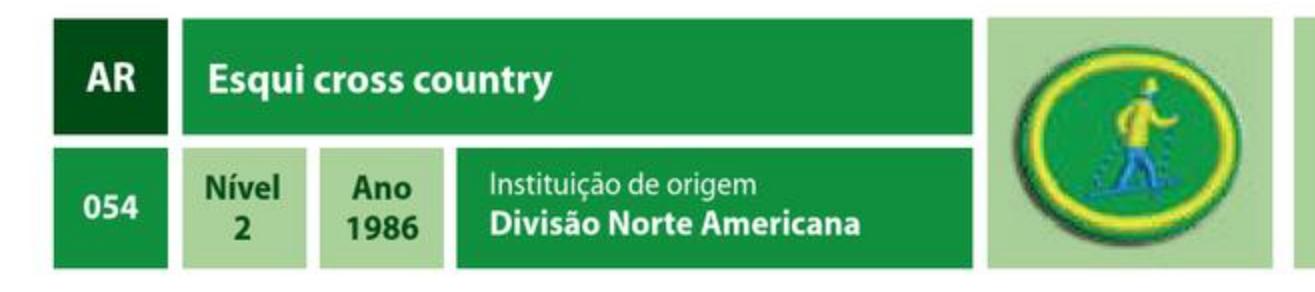 AR
Esqui cross country
054
Nível
2
Ano
1986
Instituição de origem
Divisão Norte Americana